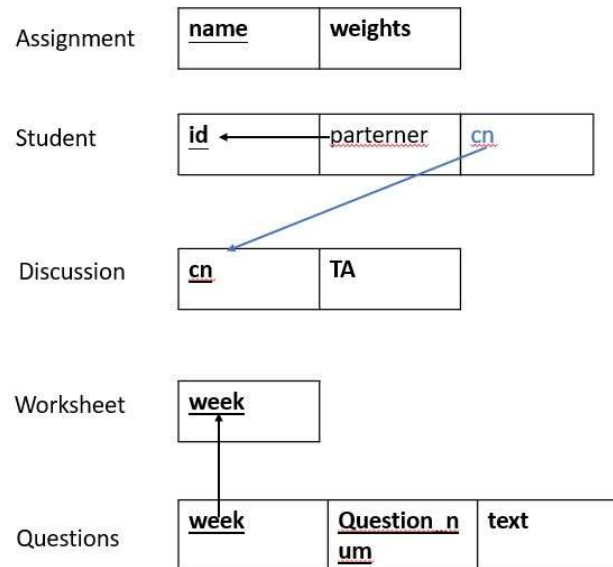 Assignment name weights
Student id parterner cn
Discussion cn TA
Worksheet week
Questions week Question_n text
um